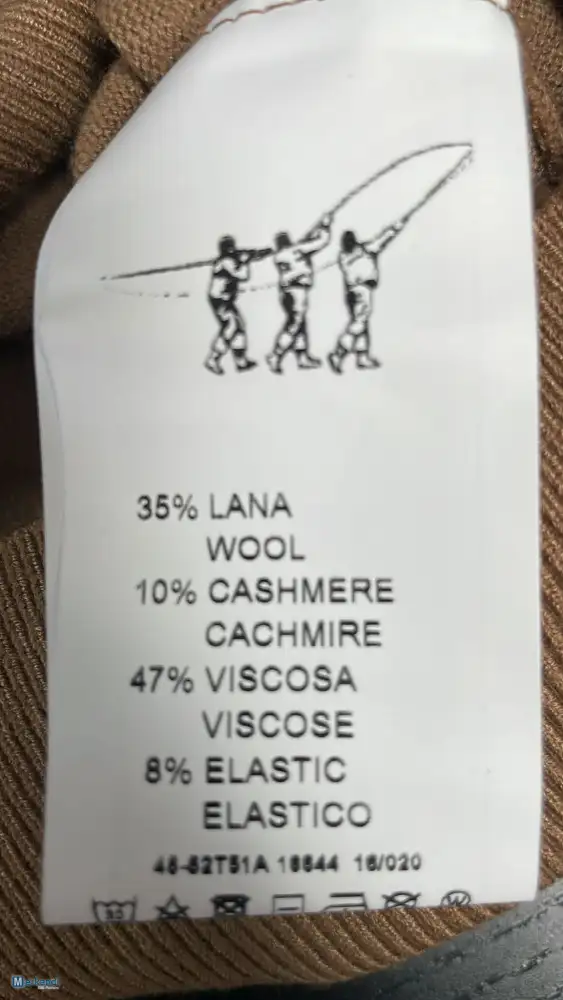 35% LANA
WOOL
10% CASHMERE
CACHMIRE
47% VISCOSA
VISCOSE
8% ELASTIC
ELASTICO
16/020